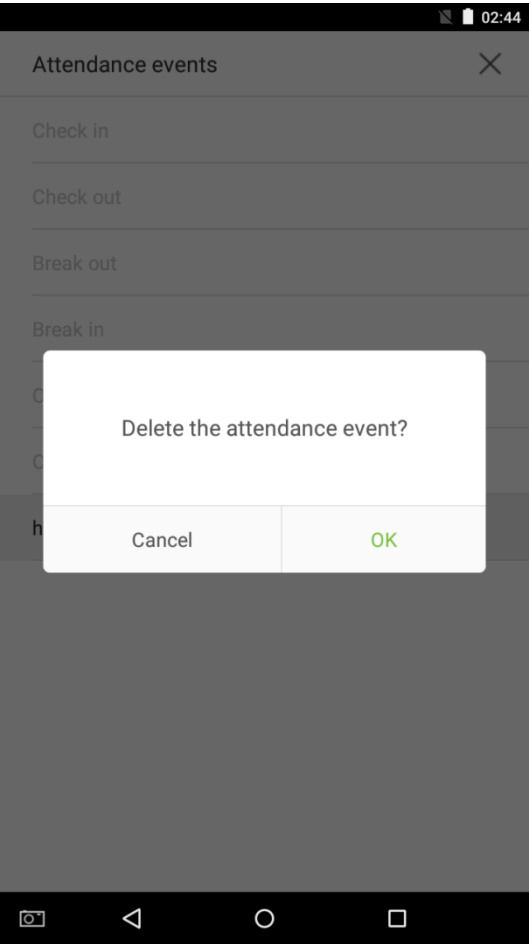 02:44
Attendance events
Check in
Check out
Break out
Break in
Delete the attendance event?
Cancel
OK